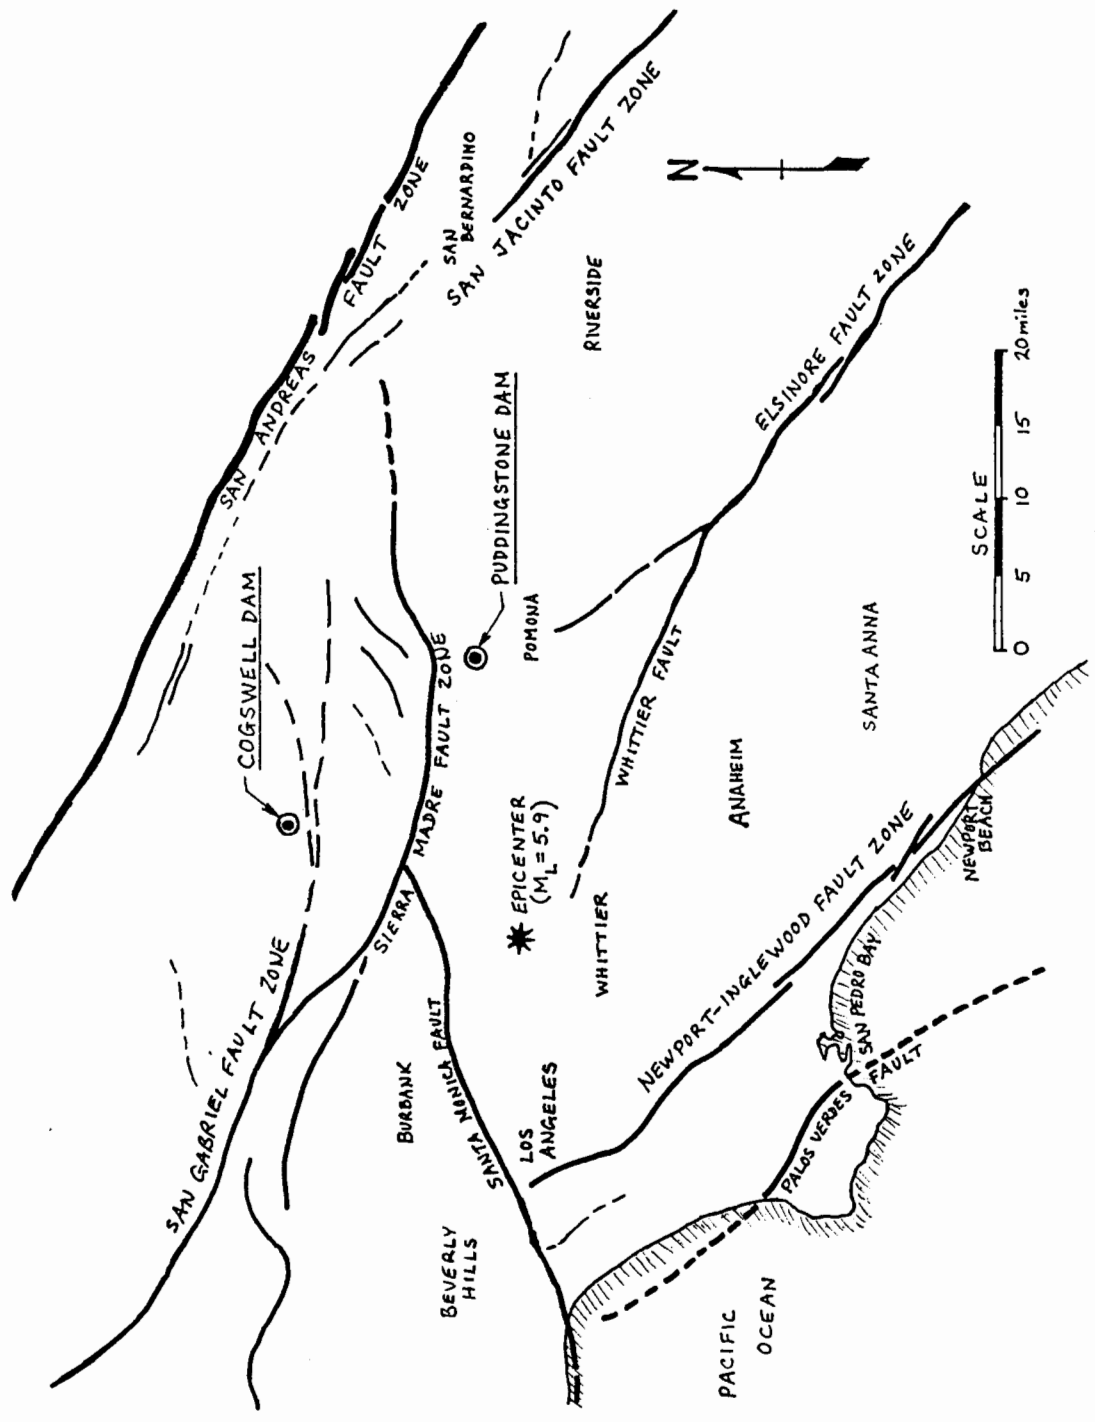 SAN ANDREAS FAULT ZONE
SAN
BERNARDINO
SAN JACINTO FAULT ZONE
COGSWELL DAM
PUDDINGSTONE DAM
RIVERSIDE
N
SAN GABRIEL FAULT ZONE
SIERRA MADRE FAULT ZONE
POMONA
ELSINORE FAULT ZONE
WHITTIER FAULT
EPICENTER
(ML = 5.9)
WHITTIER
BURBANK
SANTA MONICA FAULT
BEVERLY
HILLS
LOS
ANGELES
ANAHEIM
SANTA ANNA
NEWPORT-INGLEWOOD FAULT ZONE
NEWPORT
BEACH
SAN PEDRO BAY
PALOS VERDES FAULT
PACIFIC
OCEAN
SCALE
0 5 10 15 20 miles